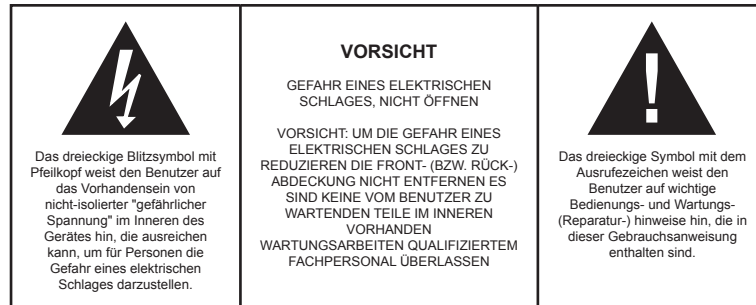 Das dreieckige Blitzsymbol mit
Pfeilkopf weist den Benutzer auf
das Vorhandensein von
nicht-isolierter "gefährlicher
Spannung" im Inneren des
Gerätes hin, die ausreichen
kann, um für Personen die
Gefahr eines elektrischen
Schlages darzustellen.
VORSICHT
GEFAHR EINES ELEKTRISCHEN
SCHLAGES, NICHT ÖFFNEN
VORSICHT: UM DIE GEFAHR EINES
ELEKTRISCHEN SCHLAGES ZU
REDUZIEREN DIE FRONT- (BZW. RÜCK-)
ABDECKUNG NICHT ENTFERNEN ES
SIND KEINE VOM BENUTZER ZU
WARTENDEN TEILE IM INNEREN
VORHANDEN
WARTUNGSARBEITEN QUALIFIZIERTEM
FACHPERSONAL ÜBERLASSEN
Das dreieckige Symbol mit dem
Ausrufezeichen weist den
Benutzer auf wichtige
Bedienungs- und Wartungs-
(Reparatur-) hinweise hin, die in
dieser Gebrauchsanweisung
enthalten sind.